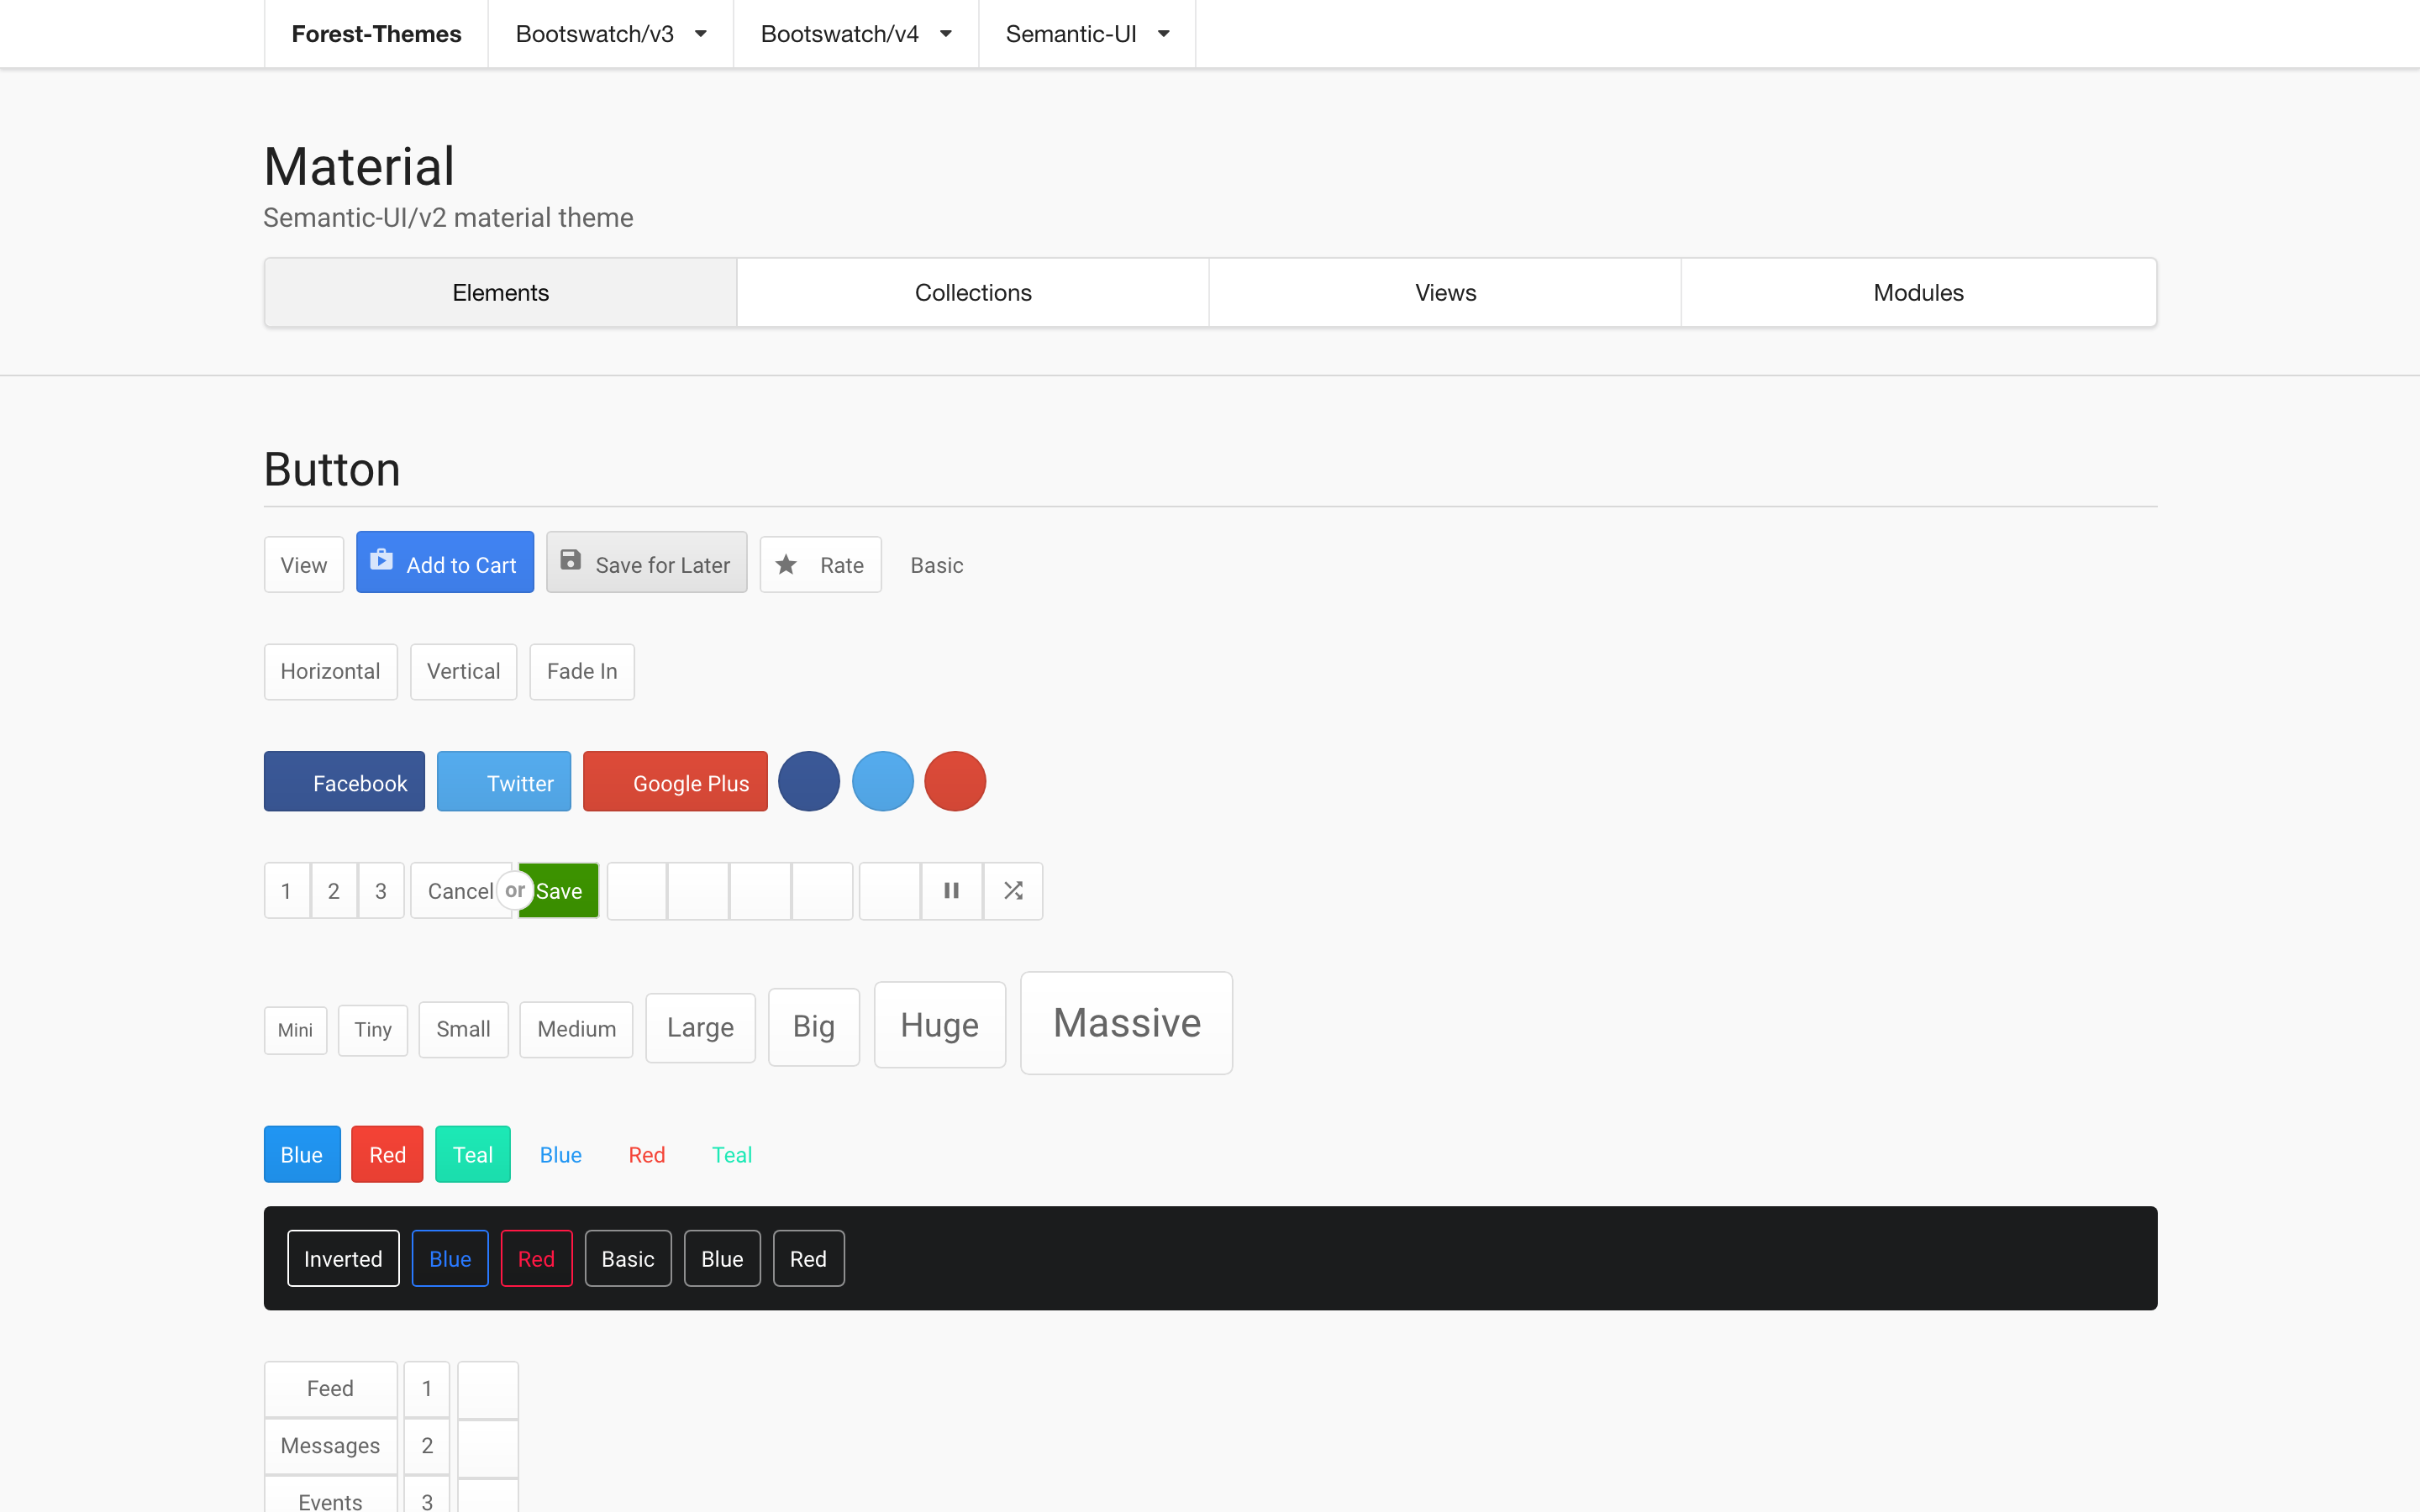 Forest-Themes Bootswatch/v3 Bootswatch/v4 Semantic-UI
Material
Semantic-UI/v2 material theme
Elements Collections Views Modules
Button
View Add to Cart Save for Later Rate Basic
Horizontal Vertical Fade In
Facebook Twitter Google Plus
1 2 3 Cancel or Save
Mini Tiny Small Medium Large Big Huge Massive
Blue Red Teal Blue Red Teal
Inverted Blue Red Basic Blue Red
Feed 1
Messages 2
Events 3